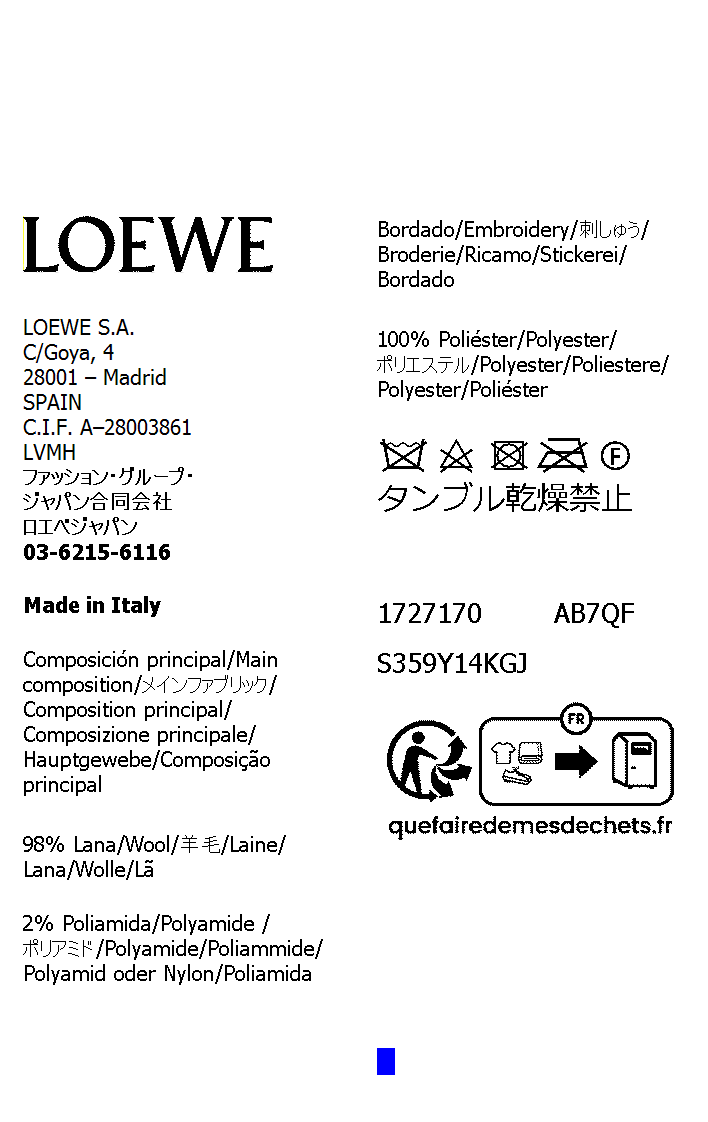 LOEWE
LOEWE S.A.
C/Goya, 4
28001 – Madrid
SPAIN
C.I.F. A–28003861
LVMH
ファッション・グループ・
ジャパン合同会社
ロエベジャパン
03-6215-6116
Made in Italy
Composición principal/Main
composition/メインファブリック/
Composition principal/
Composizione principale/
Hauptgewebe/Composição
principal
98% Lana/Wool/羊毛/Laine/
Lana/Wolle/Lã
2% Poliamida/Polyamide /
ポリアミド/Polyamide/Poliammide/
Polyamid oder Nylon/Poliamida
Bordado/Embroidery/刺しゅう/
Broderie/Ricamo/Stickerei/
Bordado
100% Poliéster/Polyester/
ポリエステル/Polyester/Poliestere/
Polyester/Poliéster
F
タンブル乾燥禁止
1727170 AB7QF
S359Y14KGJ
FR
quefairedemesdechets.fr